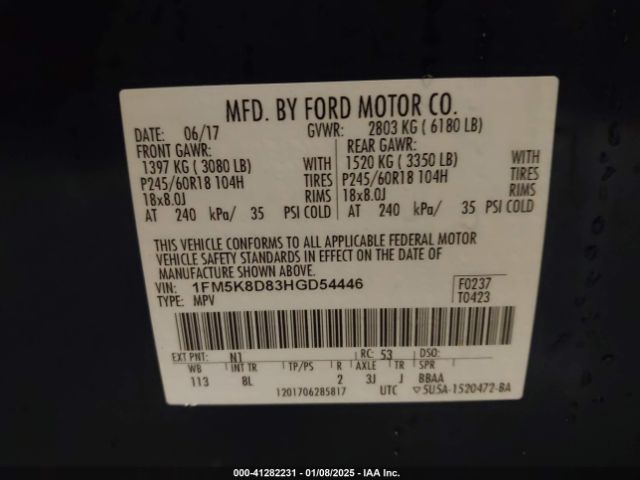 MFD. BY FORD MOTOR CO.
DATE: 06/17 GVWR: 2803 KG ( 6180 LB)
FRONT GAWR: REAR GAWR:
1397 KG ( 3080 LB) WITH 1520 KG ( 3350 LB) WITH
P245/60R18 104H TIRES P245/60R18 104H TIRES
18x8.0J RIMS 18x8.0J RIMS
AT 240 kPa/ 35 PSI COLD AT 240 kPa/ 35 PSI COLD
THIS VEHICLE CONFORMS TO ALL APPLICABLE FEDERAL MOTOR
VEHICLE SAFETY STANDARDS IN EFFECT ON THE DATE OF
MANUFACTURE SHOWN ABOVE.
VIN: 1FM5K8D83HGD54446 F0237
TYPE: MPV T0423
EXT PNT: N1 RC: 53 DSO:
WB INT TR TP/PS R AXLE TR SPR
113 8L 2 3J J BBAA
1201706285817 UTC ▽5USA-1520472-BA
000-41282231 - 01/08/2025 - IAA Inc.